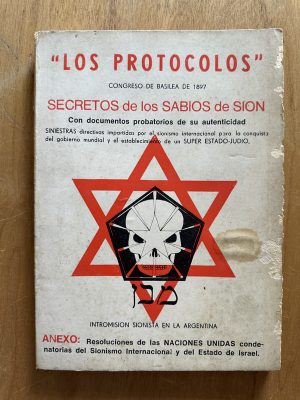 "LOS PROTOCOLOS"
CONGRESO DE BASILEA DE 1897
SECRETOS de los SABIOS de SION
Con documentos probatorios de su autenticidad
SINIESTRAS directivas impartidas por el sionismo internacional para la conquista
del gobierno mundial y el establecimiento de un SUPER ESTADO-JUDIO.
INTROMISION SIONISTA EN LA ARGENTINA
ANEXO: Resoluciones de las NACIONES UNIDAS conde-
natorias del Sionismo Internacional y del Estado de Israel.